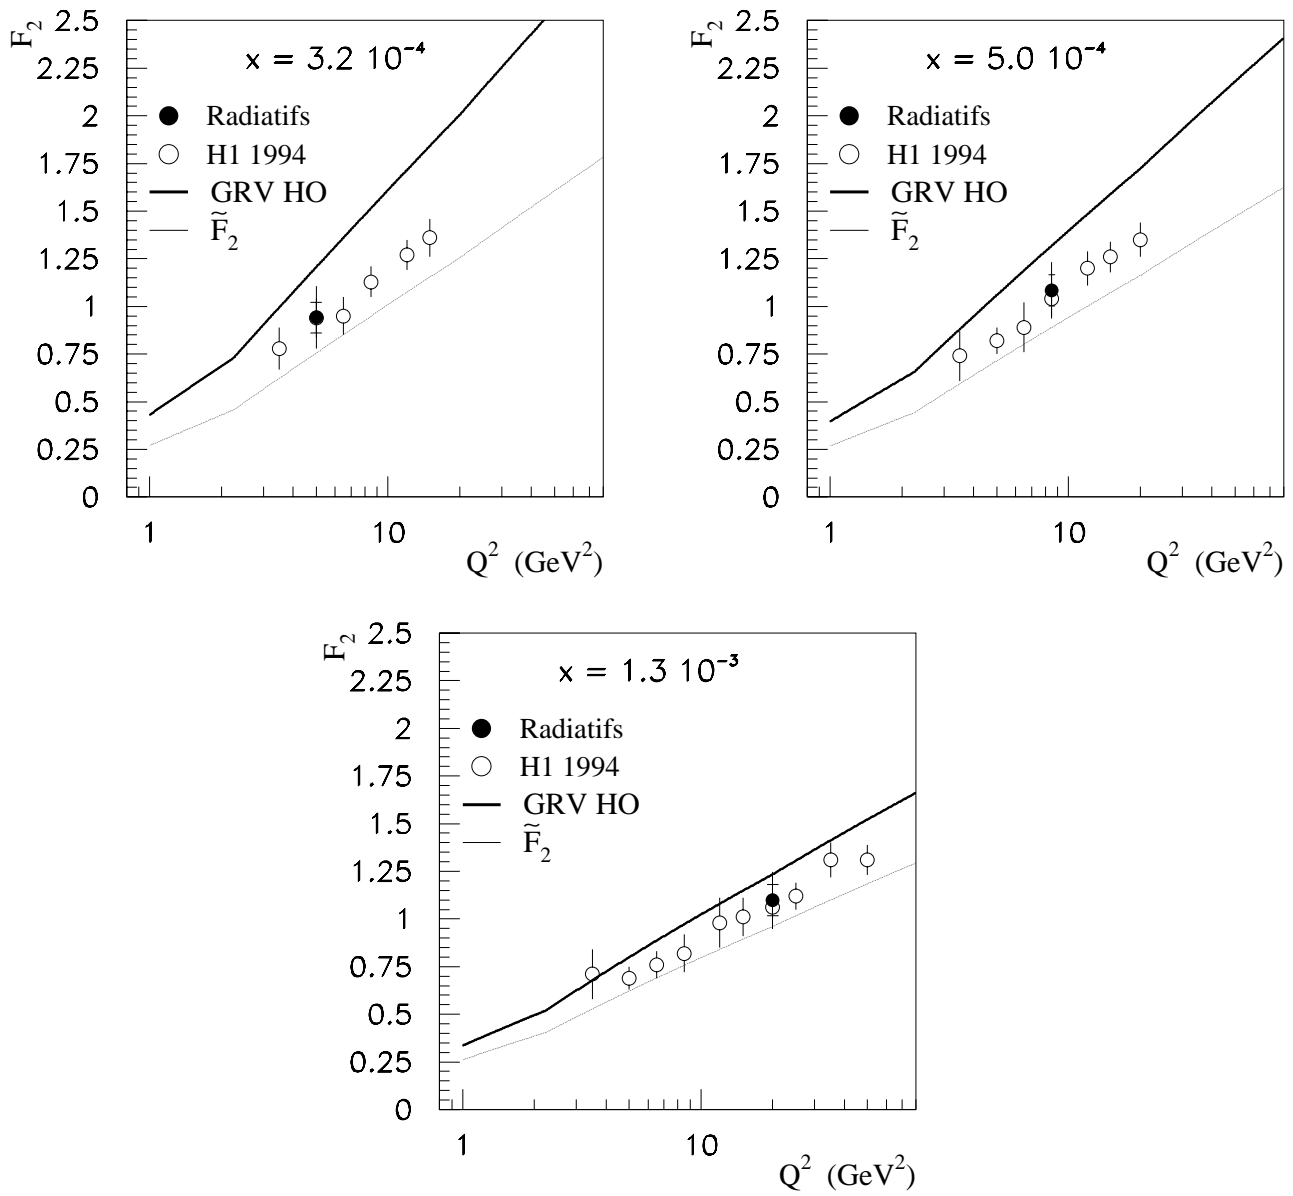 F₂
x = 3.2 10⁻⁴
Radiatifs
H1 1994
GRV HO
F̃₂
2.5
2.25
2
1.75
1.5
1.25
1
0.75
0.5
0.25
0
1 10
Q² (GeV²)
F₂
x = 5.0 10⁻⁴
Radiatifs
H1 1994
GRV HO
F̃₂
2.5
2.25
2
1.75
1.5
1.25
1
0.75
0.5
0.25
0
1 10
Q² (GeV²)
F₂
x = 1.3 10⁻³
Radiatifs
H1 1994
GRV HO
F̃₂
2.5
2.25
2
1.75
1.5
1.25
1
0.75
0.5
0.25
0
1 10
Q² (GeV²)